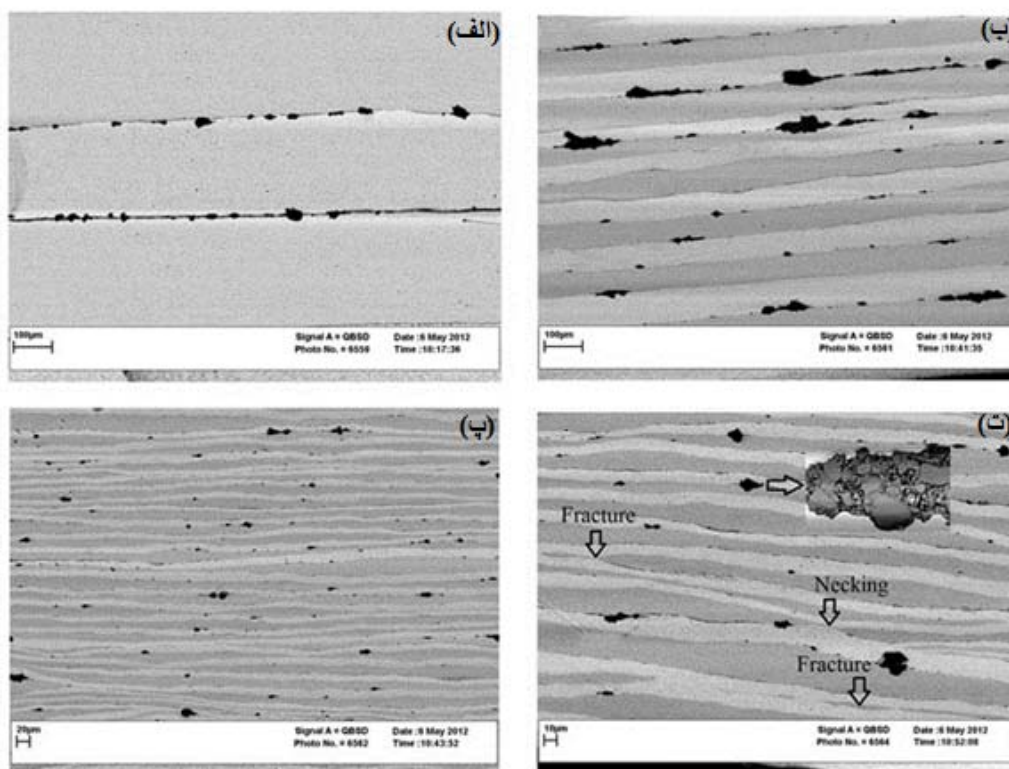 (الف)
100µm
Signal A = QBSD Date :6 May 2012
Photo No. = 6559 Time :10:17:36
(ب)
100µm
Signal A = QBSD Date :6 May 2012
Photo No. = 6561 Time :10:41:35
(پ)
20µm
Signal A = QBSD Date :6 May 2012
Photo No. = 6562 Time :10:43:52
(ت)
Fracture
Necking
Fracture
10µm
Signal A = QBSD Date :6 May 2012
Photo No. = 6564 Time :10:52:08